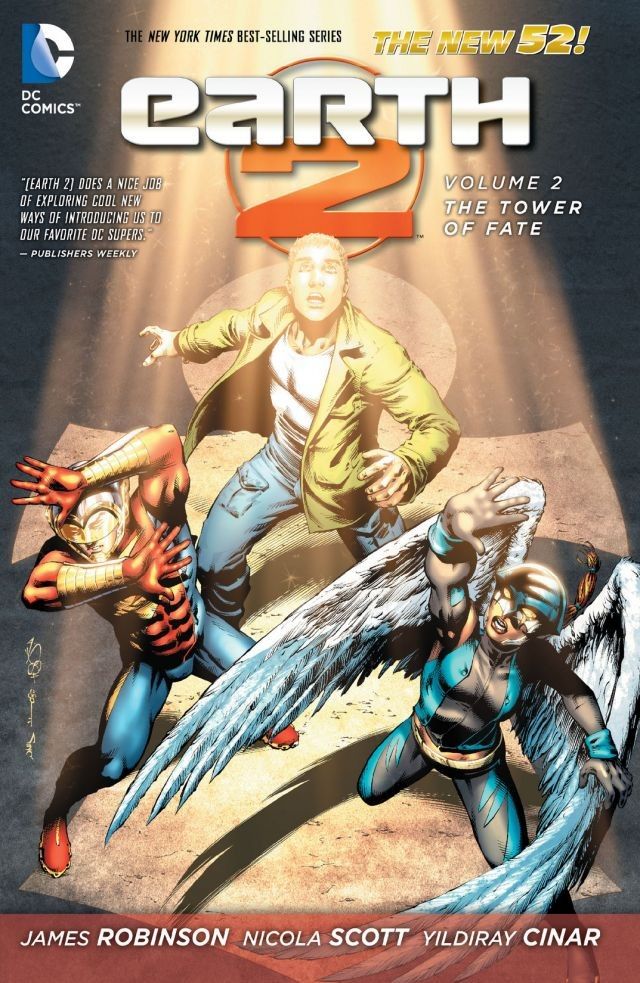 THE NEW YORK TIMES BEST-SELLING SERIES
THE NEW 52!
DC
COMICS™
earth
2™
"[EARTH 2] DOES A NICE JOB
OF EXPLORING COOL NEW
WAYS OF INTRODUCING US TO
OUR FAVORITE DC SUPERS."
— PUBLISHERS WEEKLY
VOLUME 2
THE TOWER
OF FATE
JAMES ROBINSON NICOLA SCOTT YILDIRAY CINAR